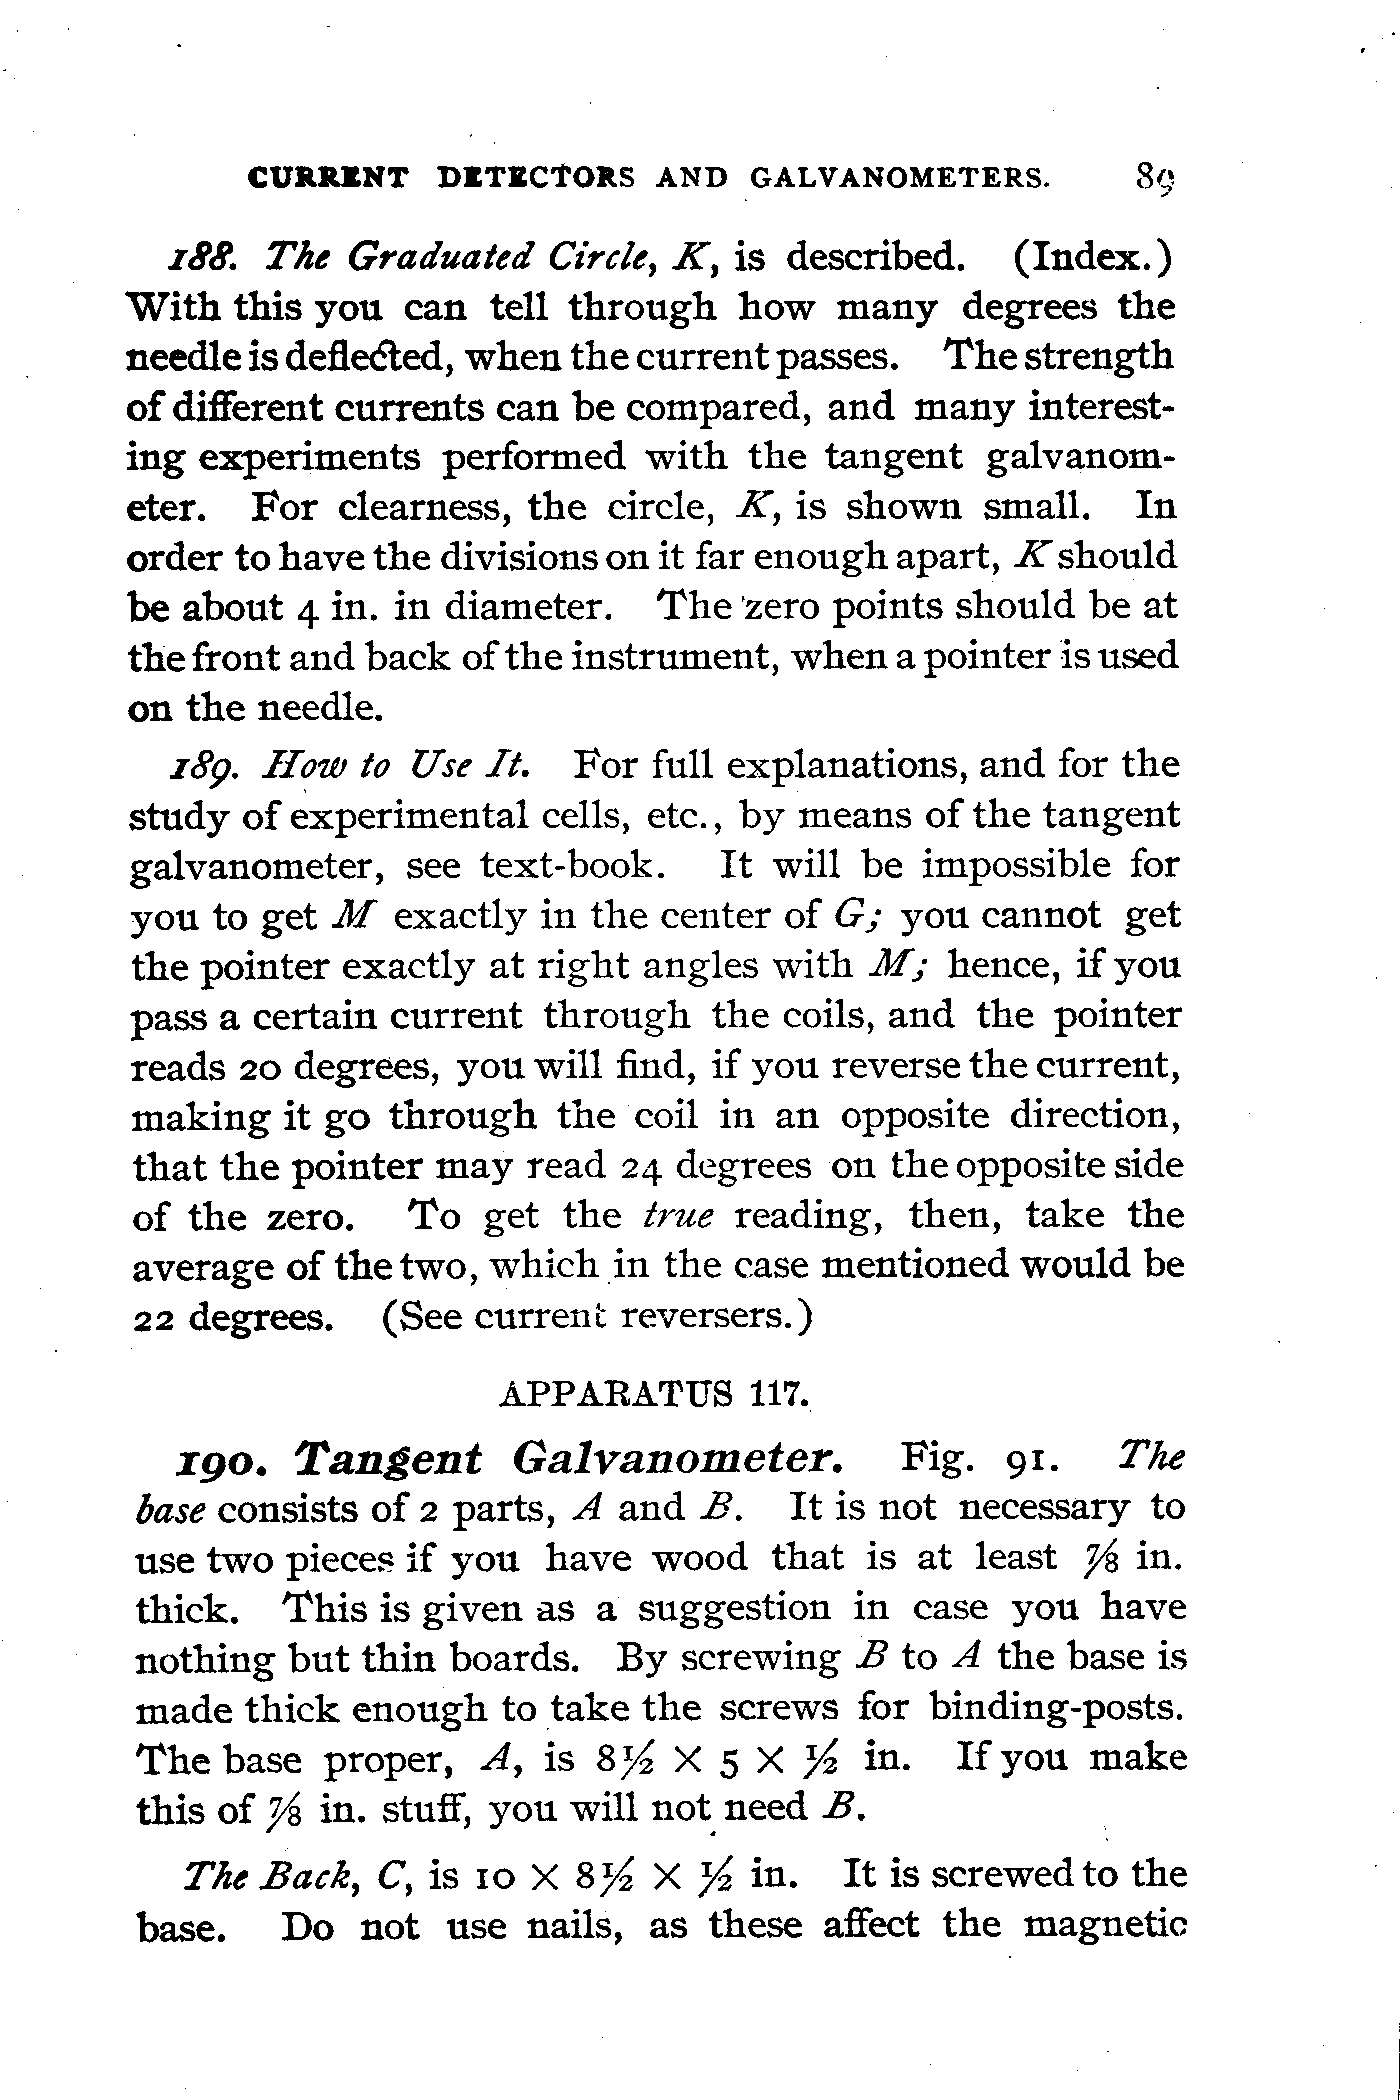 CURRENT DETECTORS AND GALVANOMETERS. 89
188. The Graduated Circle, K, is described. (Index.)
With this you can tell through how many degrees the
needle is deflected, when the current passes. The strength
of different currents can be compared, and many interest-
ing experiments performed with the tangent galvanom-
eter. For clearness, the circle, K, is shown small. In
order to have the divisions on it far enough apart, K should
be about 4 in. in diameter. The zero points should be at
the front and back of the instrument, when a pointer is used
on the needle.
189. How to Use It. For full explanations, and for the
study of experimental cells, etc., by means of the tangent
galvanometer, see text-book. It will be impossible for
you to get M exactly in the center of G; you cannot get
the pointer exactly at right angles with M; hence, if you
pass a certain current through the coils, and the pointer
reads 20 degrees, you will find, if you reverse the current,
making it go through the coil in an opposite direction,
that the pointer may read 24 degrees on the opposite side
of the zero. To get the true reading, then, take the
average of the two, which in the case mentioned would be
22 degrees. (See current reversers.)
APPARATUS 117.
190. Tangent Galvanometer. Fig. 91. The
base consists of 2 parts, A and B. It is not necessary to
use two pieces if you have wood that is at least ⅞ in.
thick. This is given as a suggestion in case you have
nothing but thin boards. By screwing B to A the base is
made thick enough to take the screws for binding-posts.
The base proper, A, is 8½ × 5 × ½ in. If you make
this of ⅞ in. stuff, you will not need B.
The Back, C, is 10 × 8½ × ½ in. It is screwed to the
base. Do not use nails, as these affect the magnetic